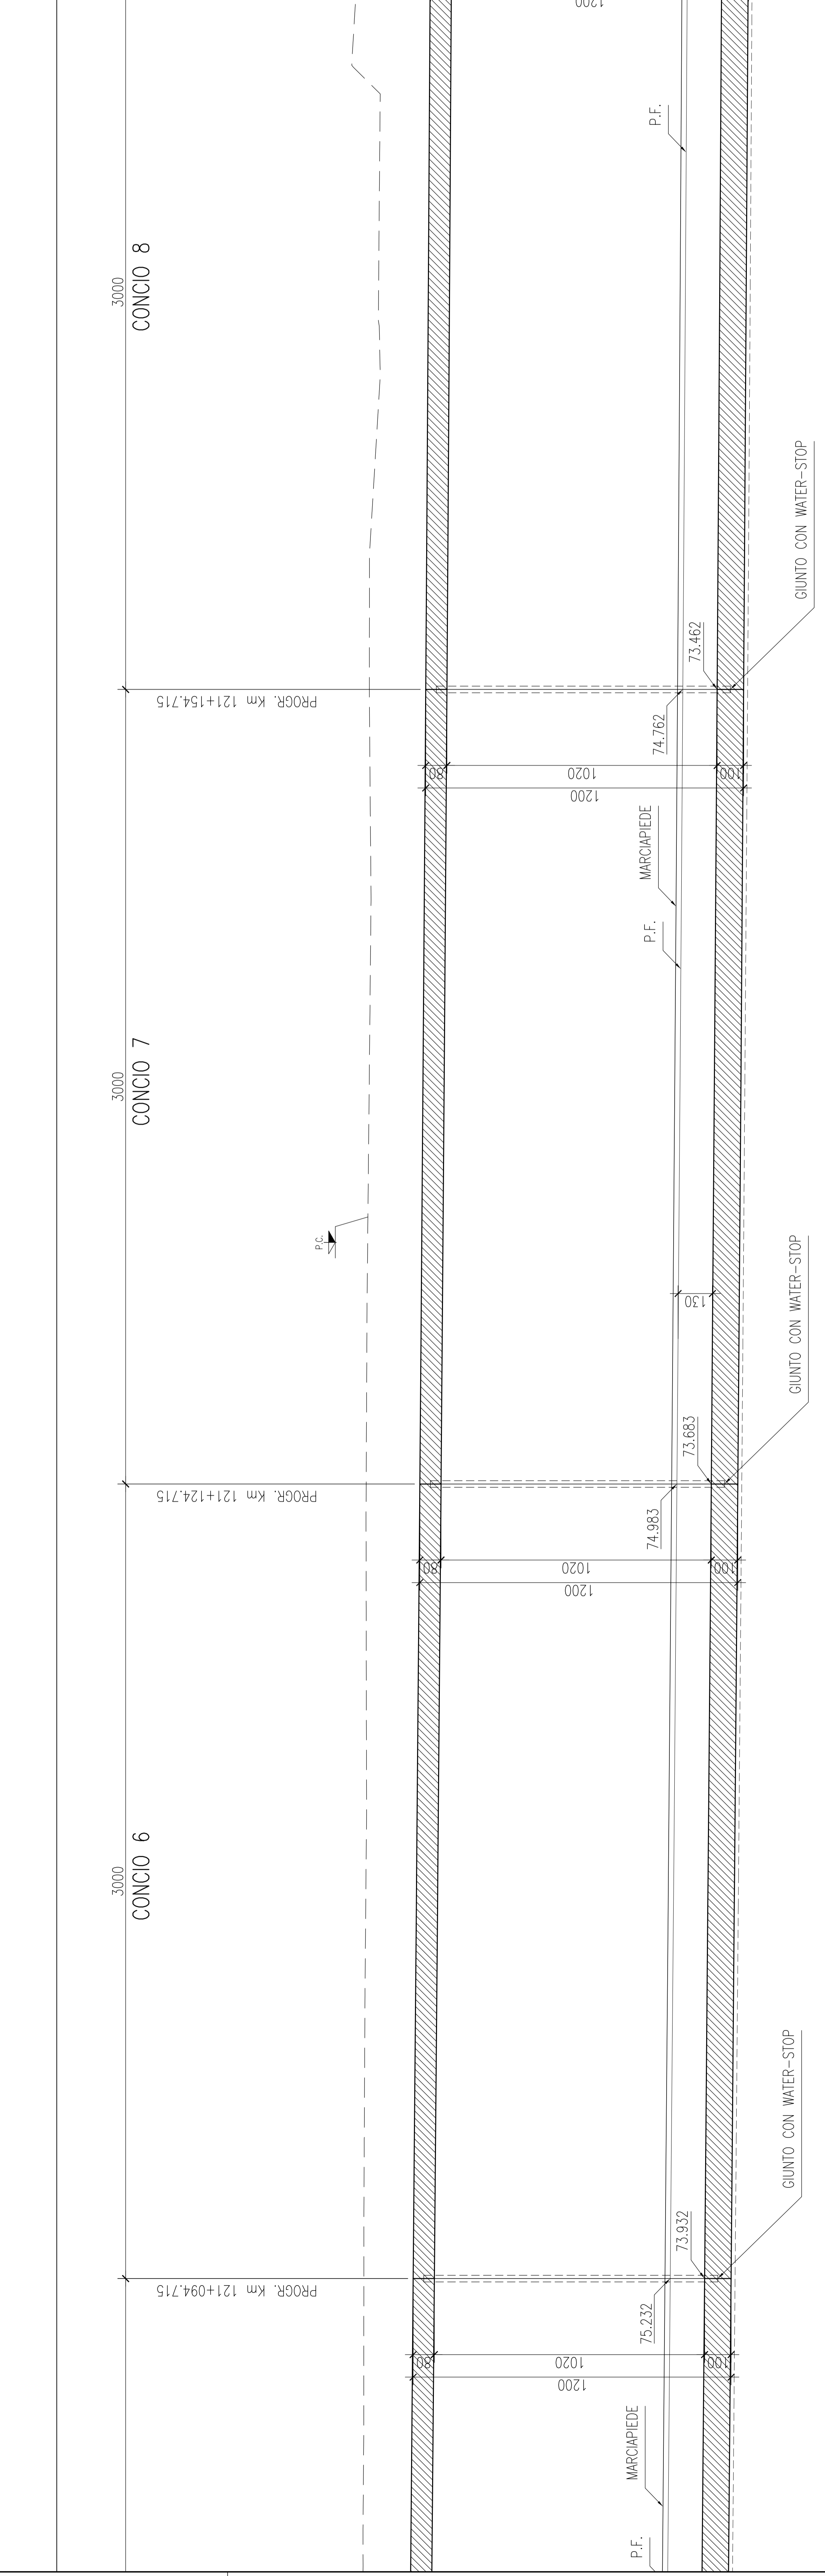 1200
P.F.
3000
CONCIO 8
GIUNTO CON WATER-STOP
73.462
PROGR. Km 121+154.715
74.762
80
1020
100
1200
MARCIAPIEDE
P.F.
3000
CONCIO 7
P.C.
GIUNTO CON WATER-STOP
130
73.683
PROGR. Km 121+124.715
74.983
80
1020
100
1200
3000
CONCIO 6
GIUNTO CON WATER-STOP
73.932
PROGR. Km 121+094.715
75.232
80
1020
100
1200
MARCIAPIEDE
P.F.